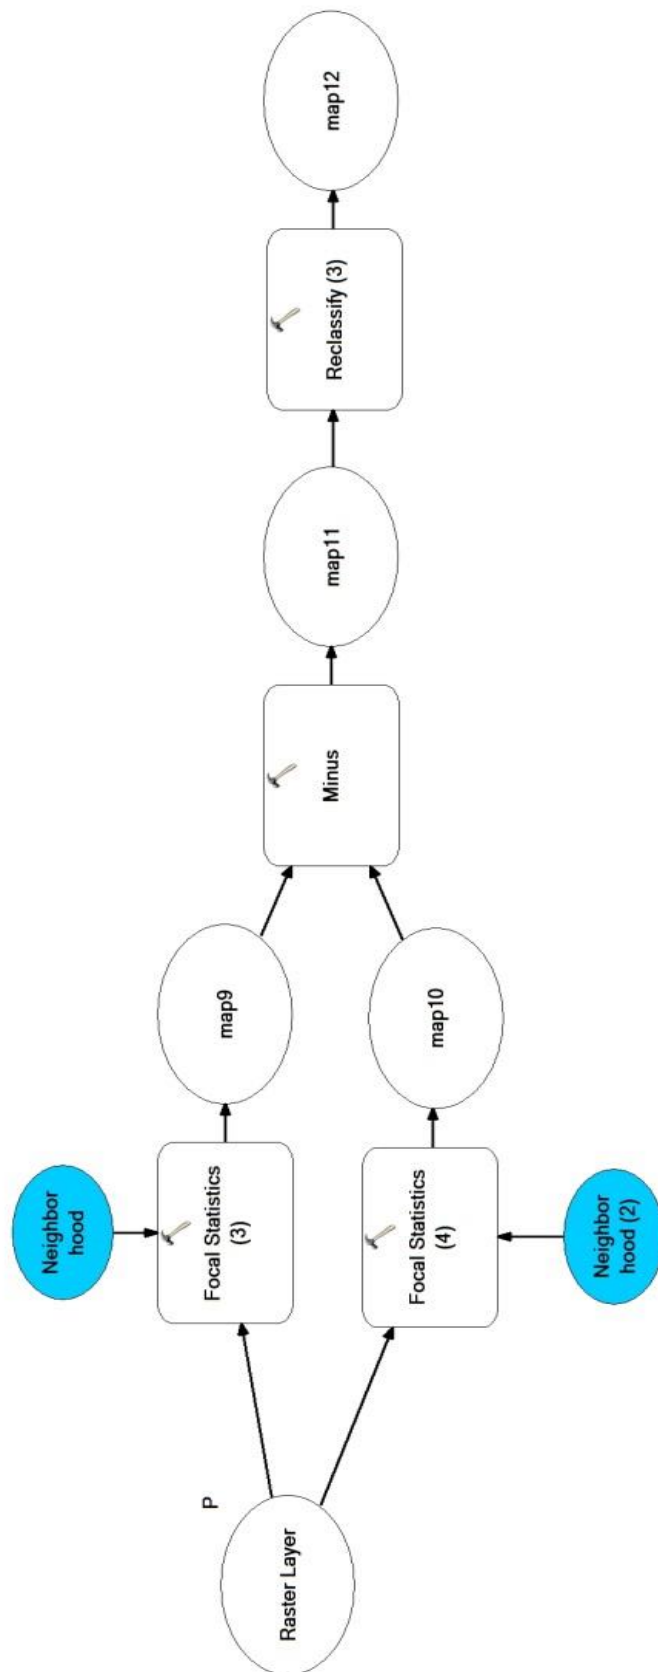 P
Raster Layer
Neighbor
hood
Focal Statistics
(3)
Focal Statistics
(4)
Neighbor
hood (2)
map9
map10
Minus
map11
Reclassify (3)
map12